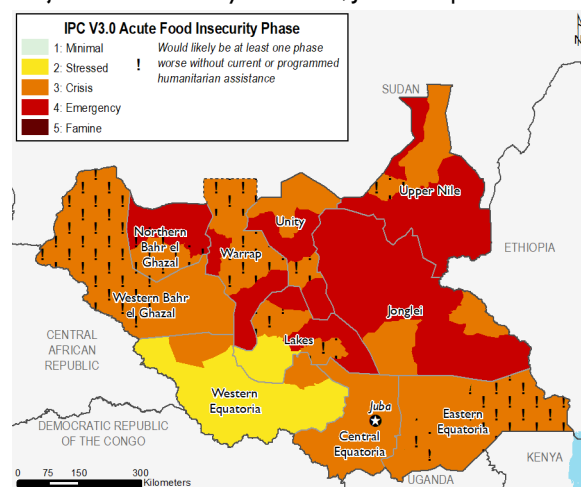 IPC V3.0 Acute Food Insecurity Phase
1: Minimal
2: Stressed
3: Crisis
4: Emergency
5: Famine
!
Would likely be at least one phase
worse without current or programmed
humanitarian assistance
N
SUDAN
Upper Nile
Unity
Northern
Bahr el
Ghazal
Warrap
ETHIOPIA
Western Bahr
el Ghazal
Jonglei
CENTRAL
AFRICAN
REPUBLIC
Lakes
Western
Equatoria
Juba
Eastern
Equatoria
DEMOCRATIC REPUBLIC
OF THE CONGO
Central
Equatoria
KENYA
UGANDA
0 75 150 300
Kilometers